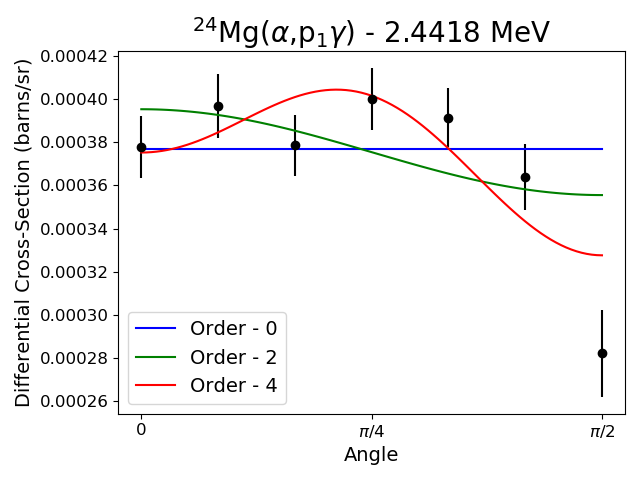 ²⁴Mg(α,p₁γ) - 2.4418 MeV
Differential Cross-Section (barns/sr)
0.00042
0.00040
0.00038
0.00036
0.00034
0.00032
0.00030
0.00028
0.00026
Order - 0
Order - 2
Order - 4
0
π/4
π/2
Angle